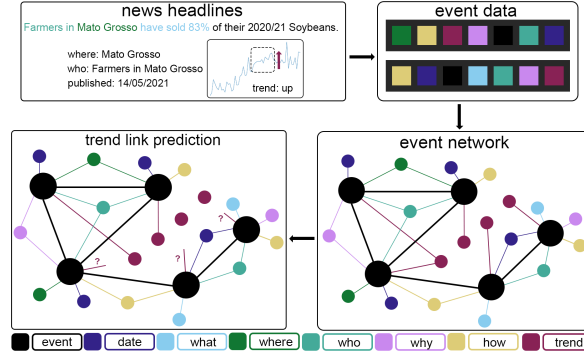 news headlines
Farmers in Mato Grosso have sold 83% of their 2020/21 Soybeans.
where: Mato Grosso
who: Farmers in Mato Grosso
published: 14/05/2021
trend: up
event data
trend link prediction
?
?
?
event network
event
date
what
where
who
why
how
trend